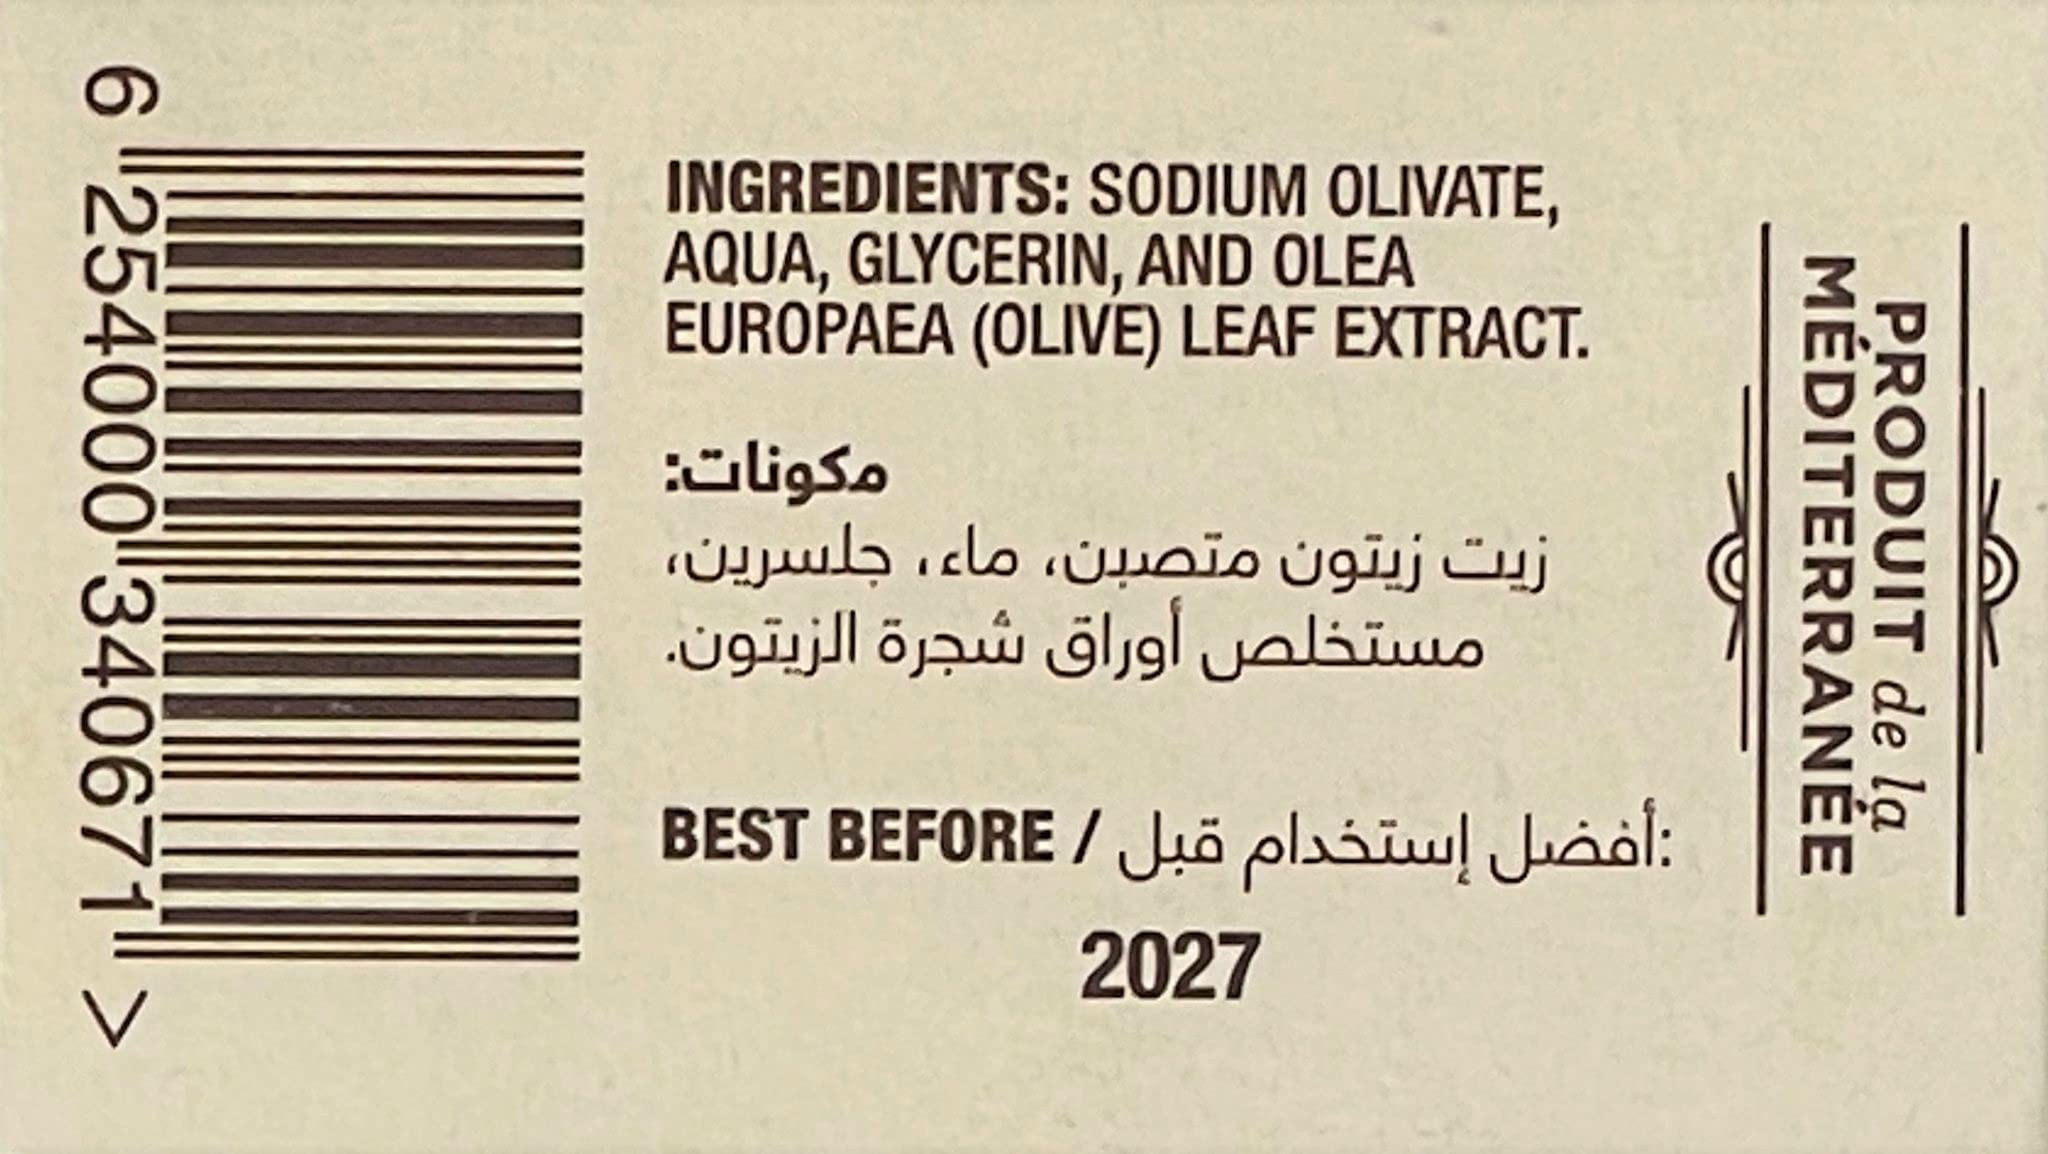 6 254000 340671 >
INGREDIENTS: SODIUM OLIVATE,
AQUA, GLYCERIN, AND OLEA
EUROPAEA (OLIVE) LEAF EXTRACT.
مكونات:
زيت زيتون متصبن، ماء، جلسرين،
مستخلص أوراق شجرة الزيتون.
BEST BEFORE / أفضل إستخدام قبل:
2027
PRODUIT de la
MÉDITERRANÉE